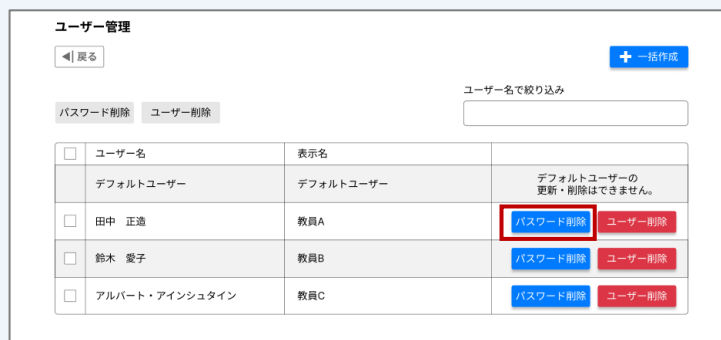 ユーザー管理
戻る
一括作成
ユーザー名で絞り込み
パスワード削除 ユーザー削除
ユーザー名 表示名
デフォルトユーザー デフォルトユーザー デフォルトユーザーの
更新・削除はできません。
田中　正造 教員A パスワード削除 ユーザー削除
鈴木　愛子 教員B パスワード削除 ユーザー削除
アルバート・アインシュタイン 教員C パスワード削除 ユーザー削除